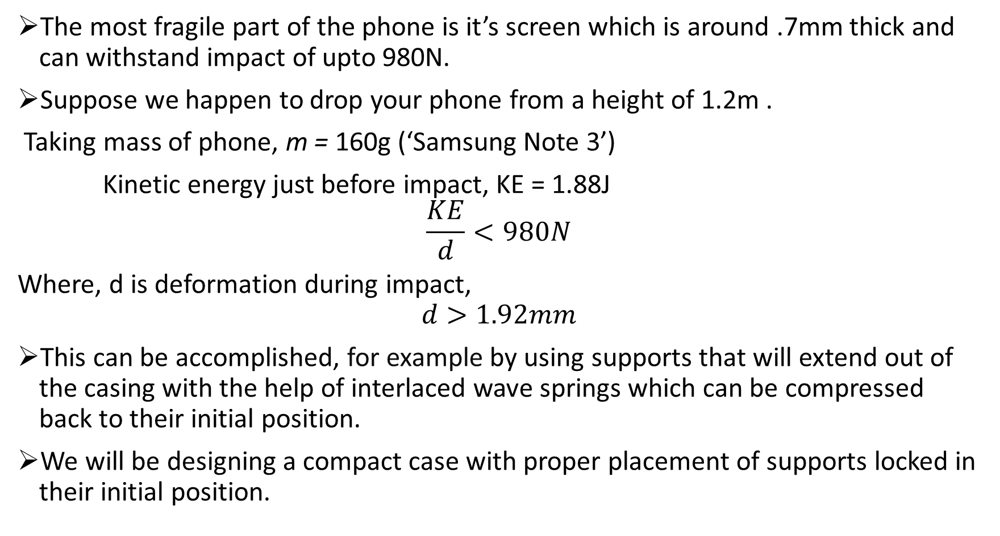 ➢The most fragile part of the phone is it’s screen which is around .7mm thick and
can withstand impact of upto 980N.
➢Suppose we happen to drop your phone from a height of 1.2m .
Taking mass of phone, m = 160g (‘Samsung Note 3’)
Kinetic energy just before impact, KE = 1.88J
KE/d < 980N
Where, d is deformation during impact,
d > 1.92mm
➢This can be accomplished, for example by using supports that will extend out of
the casing with the help of interlaced wave springs which can be compressed
back to their initial position.
➢We will be designing a compact case with proper placement of supports locked in
their initial position.